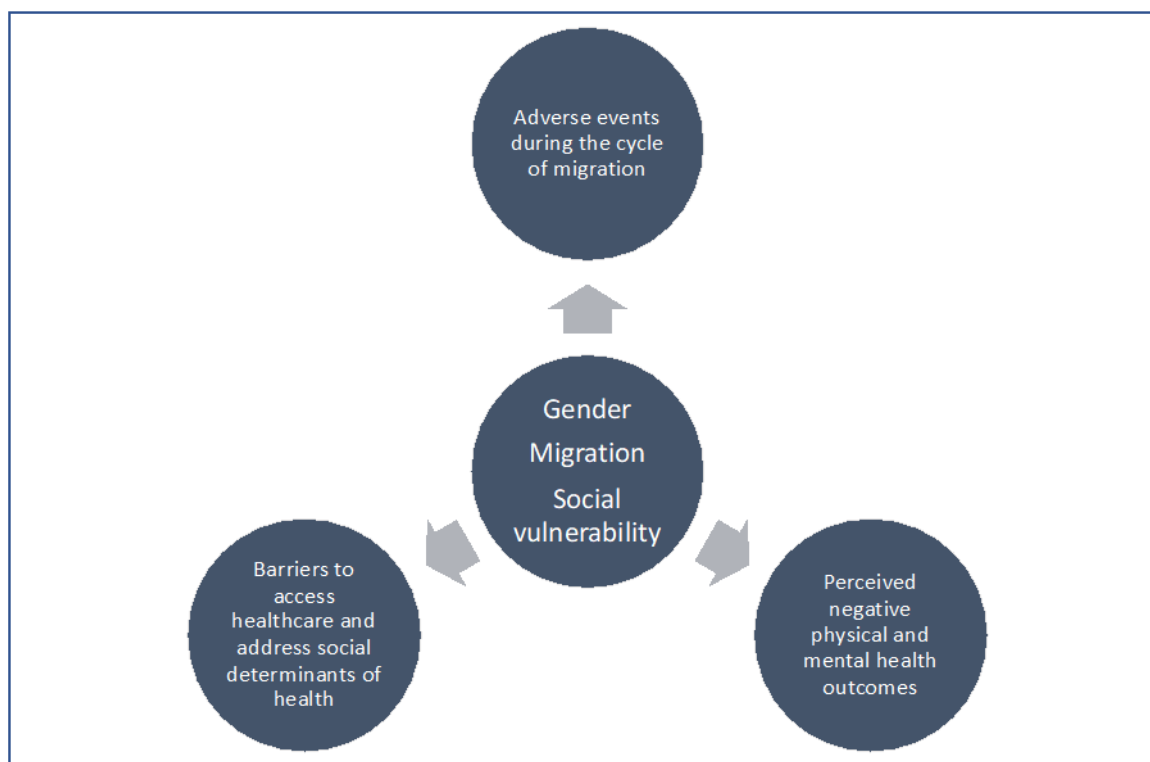 Adverse events
during the cycle
of migration
Gender
Migration
Social
vulnerability
Barriers to
access
healthcare and
address social
determinants of
health
Perceived
negative
physical and
mental health
outcomes